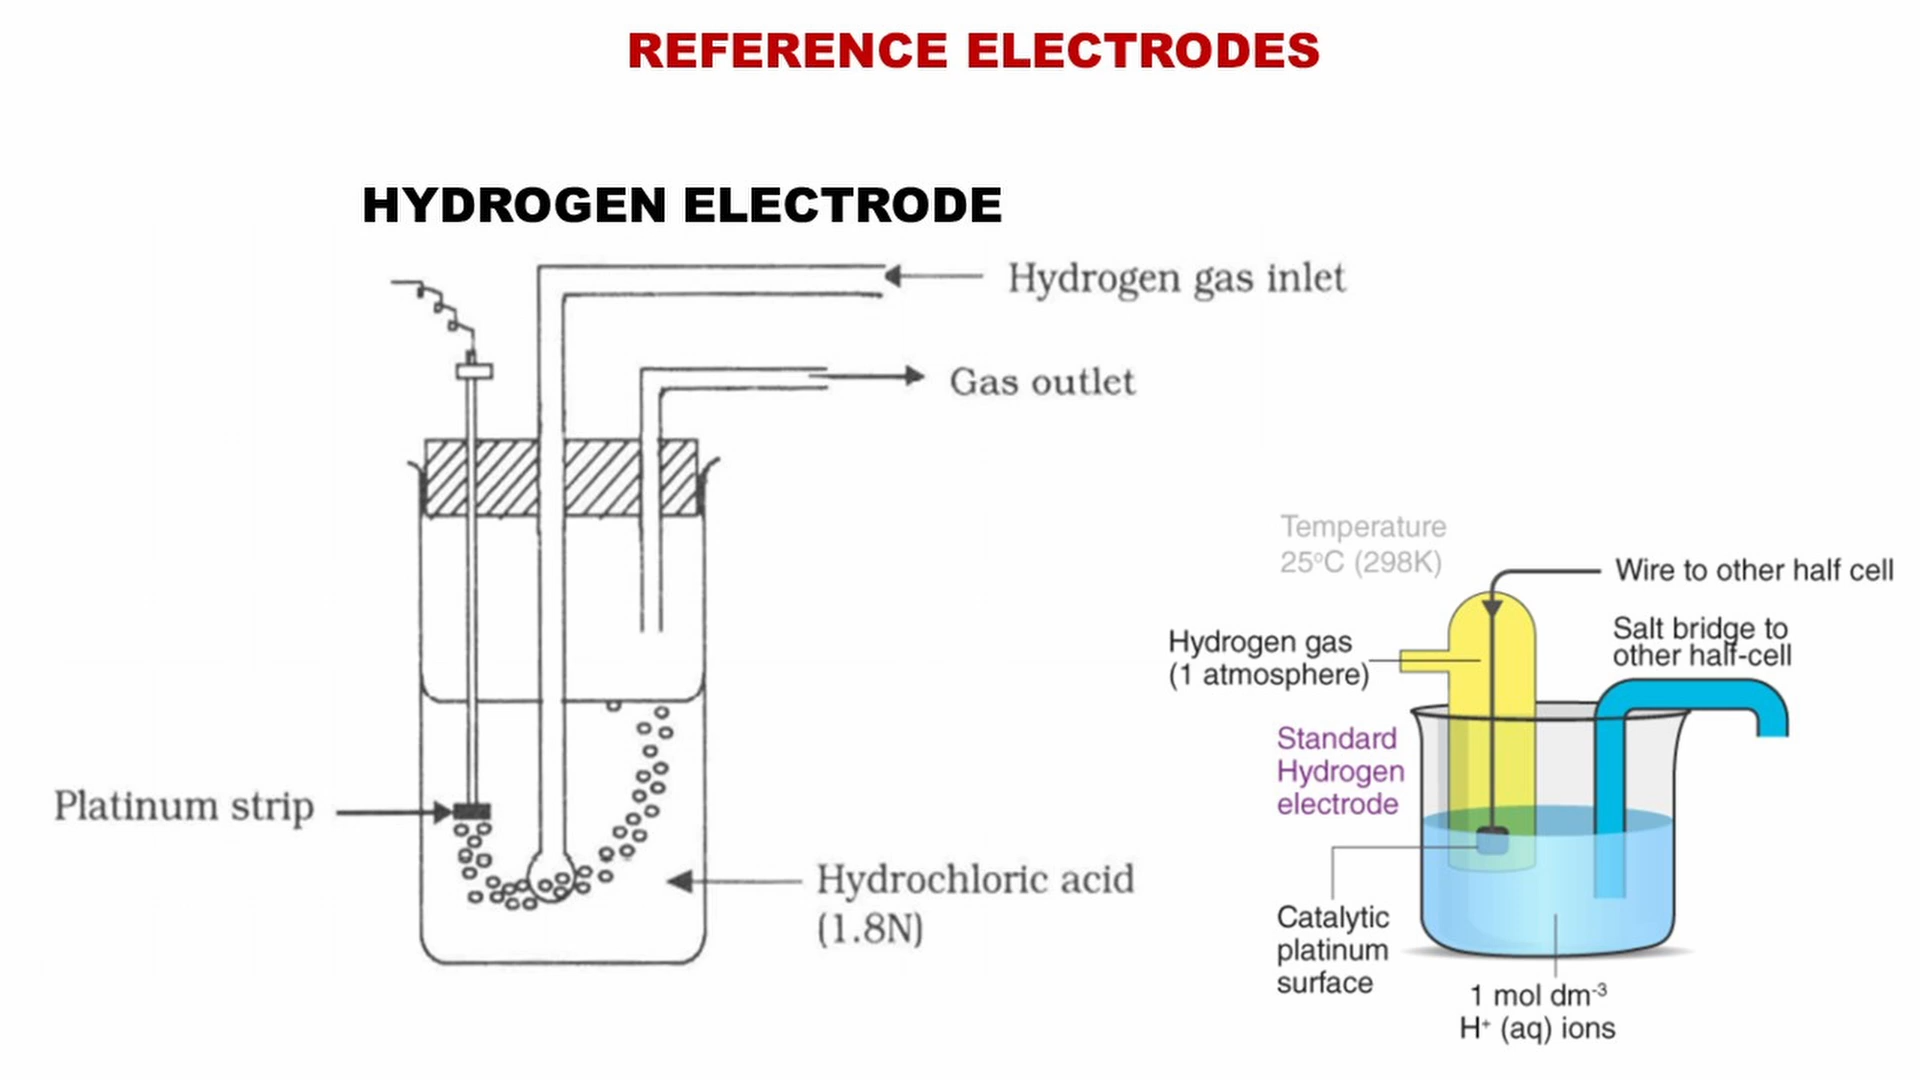 REFERENCE ELECTRODES
HYDROGEN ELECTRODE
Hydrogen gas inlet
Gas outlet
Platinum strip
Hydrochloric acid
(1.8N)
Temperature
25°C (298K)
Wire to other half cell
Salt bridge to
other half-cell
Hydrogen gas
(1 atmosphere)
Standard
Hydrogen
electrode
Catalytic
platinum
surface
1 mol dm⁻³
H⁺ (aq) ions